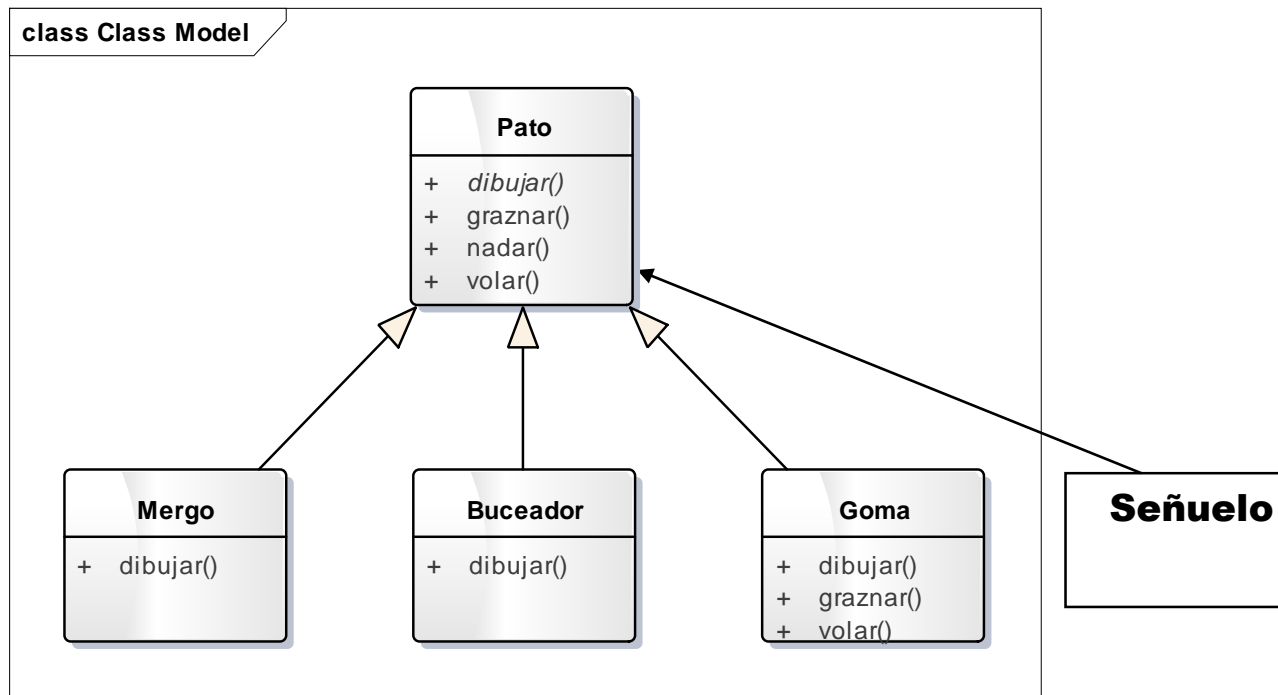 class Class Model
Pato
+ dibujar()
+ graznar()
+ nadar()
+ volar()
Mergo
+ dibujar()
Buceador
+ dibujar()
Goma
+ dibujar()
+ graznar()
+ volar()
Señuelo